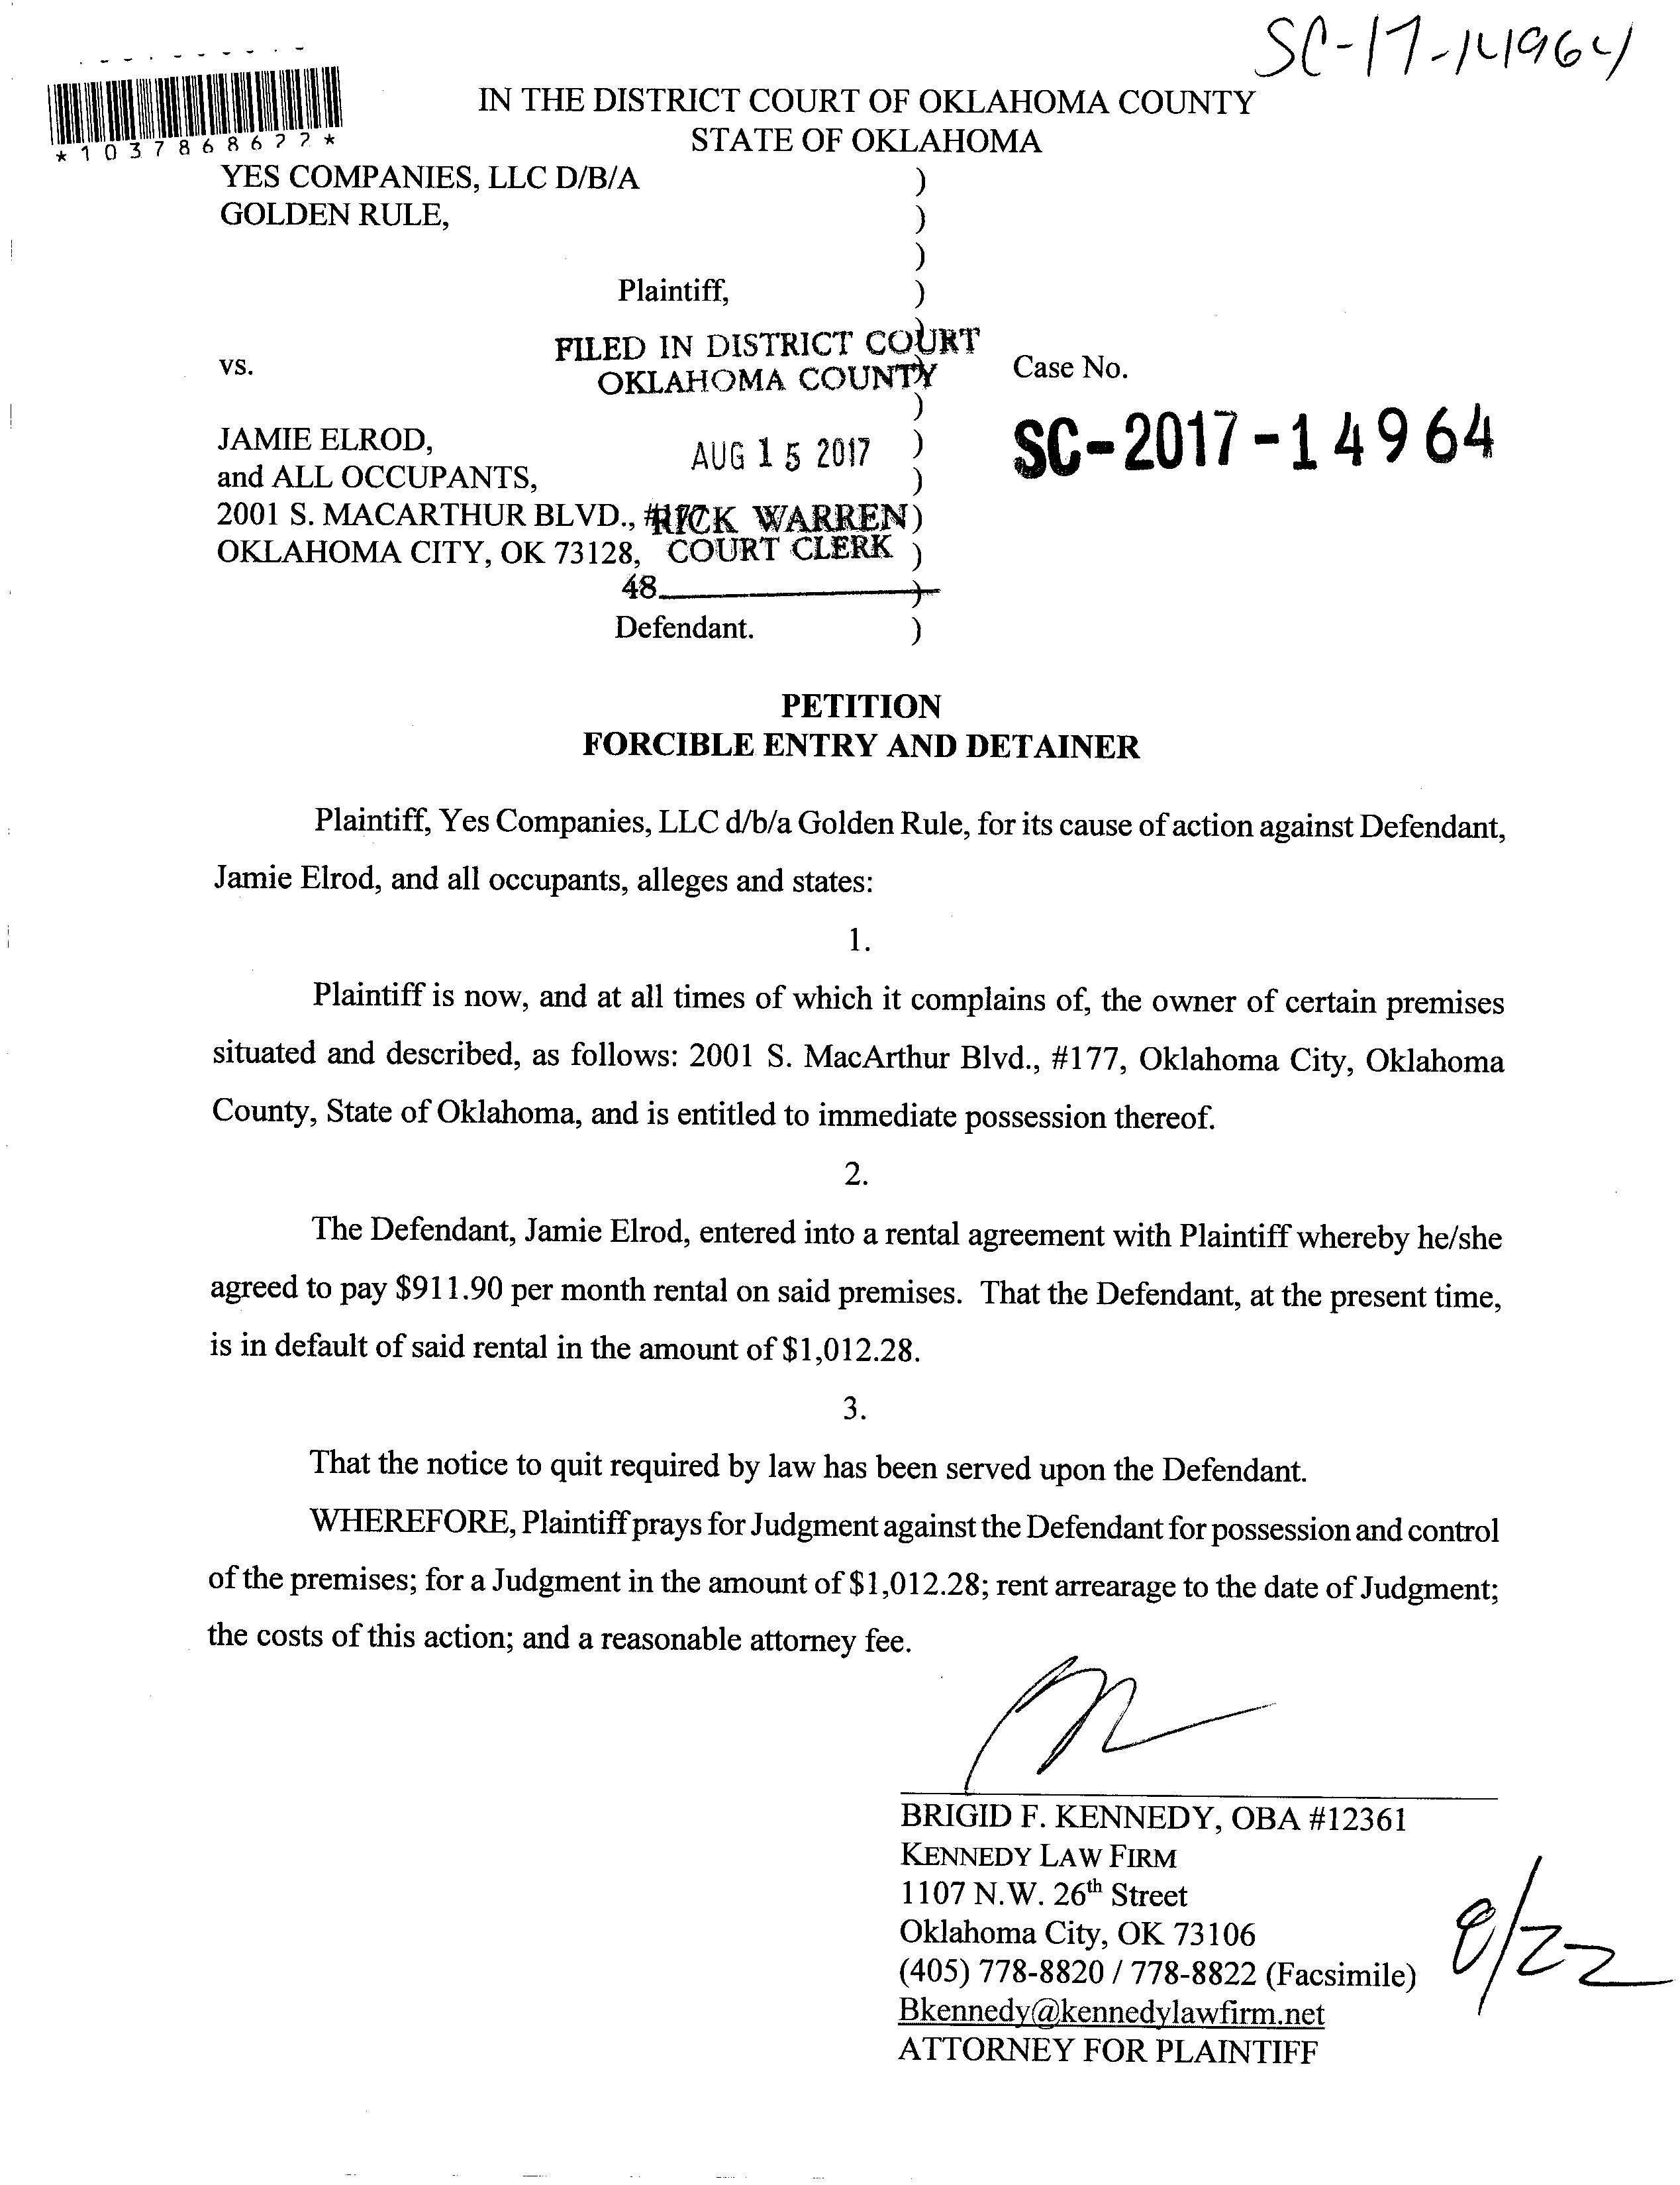 SC-17-14964
*1037868677*
IN THE DISTRICT COURT OF OKLAHOMA COUNTY
STATE OF OKLAHOMA
YES COMPANIES, LLC D/B/A )
GOLDEN RULE, )
)
Plaintiff, )
)
FILED IN DISTRICT COURT
vs. OKLAHOMA COUNTY ) Case No.
)
JAMIE ELROD, AUG 15 2017 ) SC-2017-14964
and ALL OCCUPANTS, )
2001 S. MACARTHUR BLVD., #177 RICK WARREN )
OKLAHOMA CITY, OK 73128, COURT CLERK )
48 )
Defendant. )
PETITION
FORCIBLE ENTRY AND DETAINER
Plaintiff, Yes Companies, LLC d/b/a Golden Rule, for its cause of action against Defendant,
Jamie Elrod, and all occupants, alleges and states:
1.
Plaintiff is now, and at all times of which it complains of, the owner of certain premises
situated and described, as follows: 2001 S. MacArthur Blvd., #177, Oklahoma City, Oklahoma
County, State of Oklahoma, and is entitled to immediate possession thereof.
2.
The Defendant, Jamie Elrod, entered into a rental agreement with Plaintiff whereby he/she
agreed to pay $911.90 per month rental on said premises. That the Defendant, at the present time,
is in default of said rental in the amount of $1,012.28.
3.
That the notice to quit required by law has been served upon the Defendant.
WHEREFORE, Plaintiff prays for Judgment against the Defendant for possession and control
of the premises; for a Judgment in the amount of $1,012.28; rent arrearage to the date of Judgment;
the costs of this action; and a reasonable attorney fee.
BRIGID F. KENNEDY, OBA #12361
KENNEDY LAW FIRM
1107 N.W. 26th Street
Oklahoma City, OK 73106
(405) 778-8820 / 778-8822 (Facsimile)
Bkennedy@kennedylawfirm.net
ATTORNEY FOR PLAINTIFF
8/22